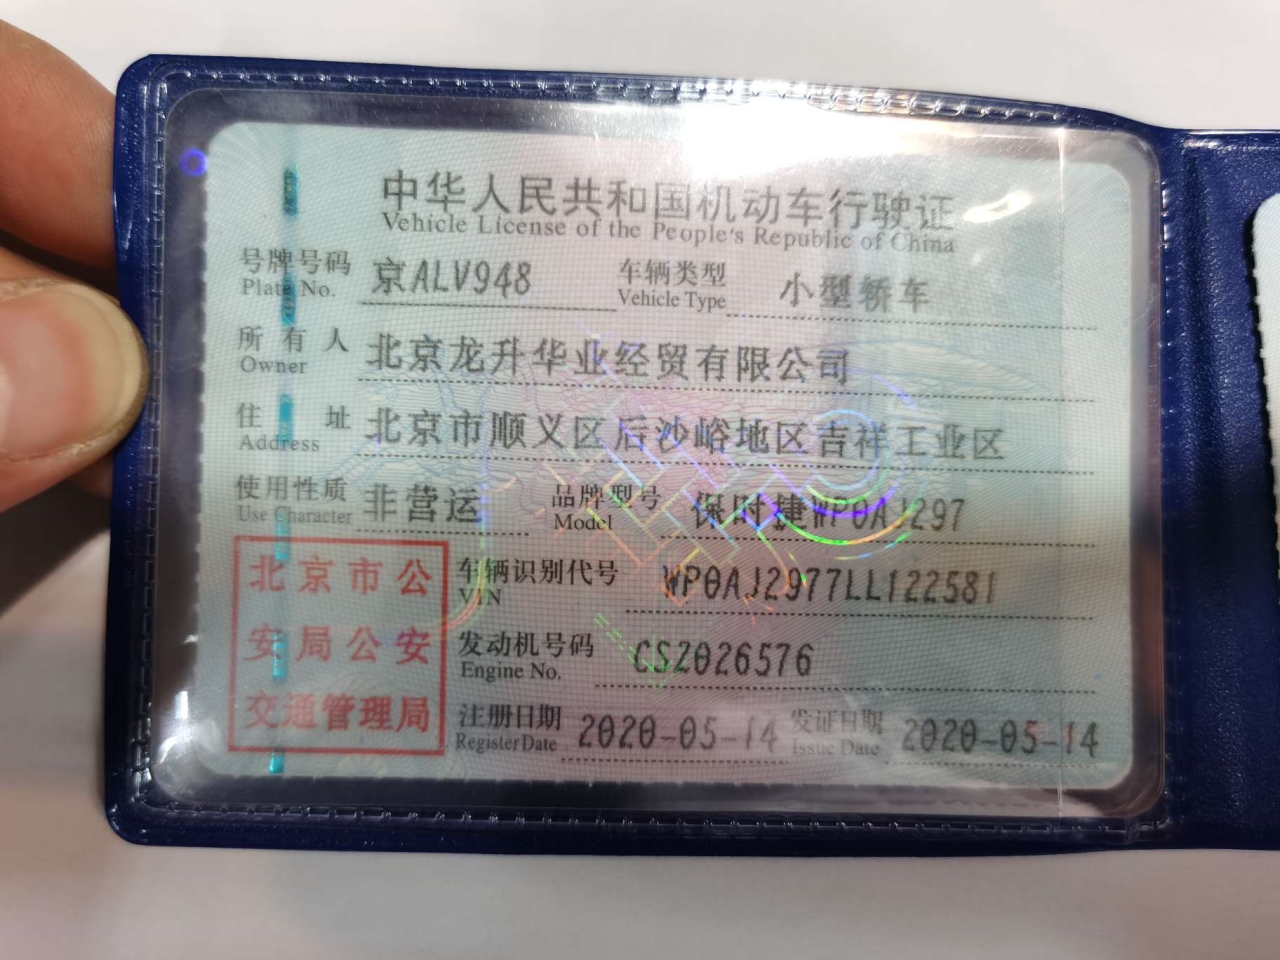 中华人民共和国机动车行驶证
Vehicle License of the People's Republic of China
号牌号码 京ALV948 车辆类型 小型轿车
Plate No. Vehicle Type
所有人 北京龙升华业经贸有限公司
Owner
住址 北京市顺义区后沙峪地区吉祥工业区
Address
使用性质 非营运 品牌型号 保时捷WP0AJ297
Use Character Model
北京市公
安局公安
交通管理局
车辆识别代号 WP0AJ2977LL122581
VIN
发动机号码 CSZ026576
Engine No.
注册日期 2020-05-14 发证日期 2020-05-14
Register Date Issue Date